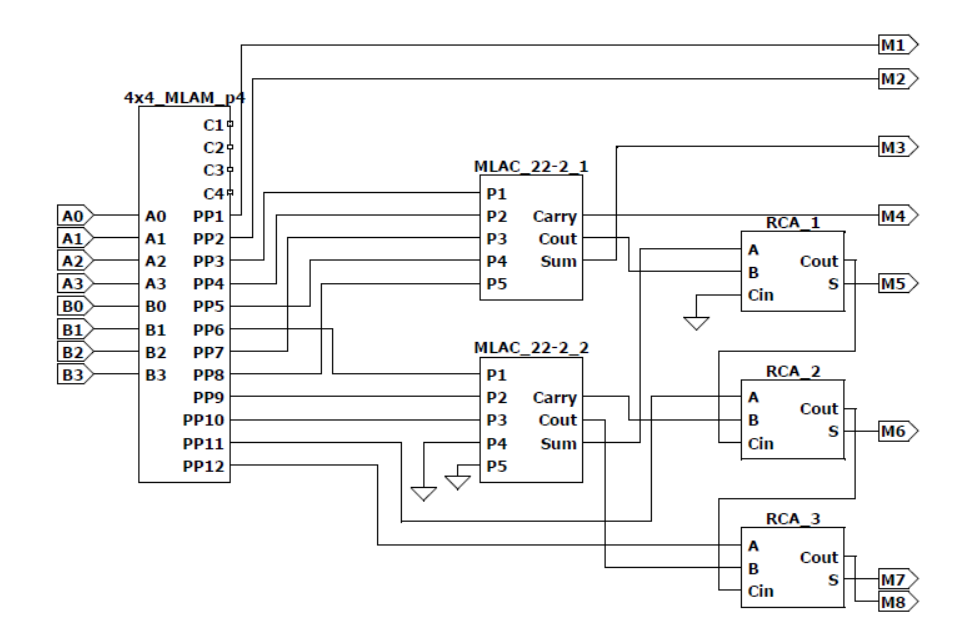 M1
M2
4x4_MLAM_p4
C1
C2
M3
C3
MLAC_22-2_1
C4
P1
A0 A0 PP1 P2 Carry M4
RCA_1
A1 A1 PP2 P3 Cout
A
A2 A2 PP3 P4 Sum Cout
B
A3 A3 PP4 P5 S M5
Cin
B0 B0 PP5
B1 B1 PP6
MLAC_22-2_2
B2 B2 PP7
RCA_2
B3 B3 PP8 P1
PP9 P2 Carry A
Cout
PP10 P3 Cout B
S M6
PP11 P4 Sum Cin
PP12 P5
RCA_3
A
Cout
B
S M7
Cin
M8